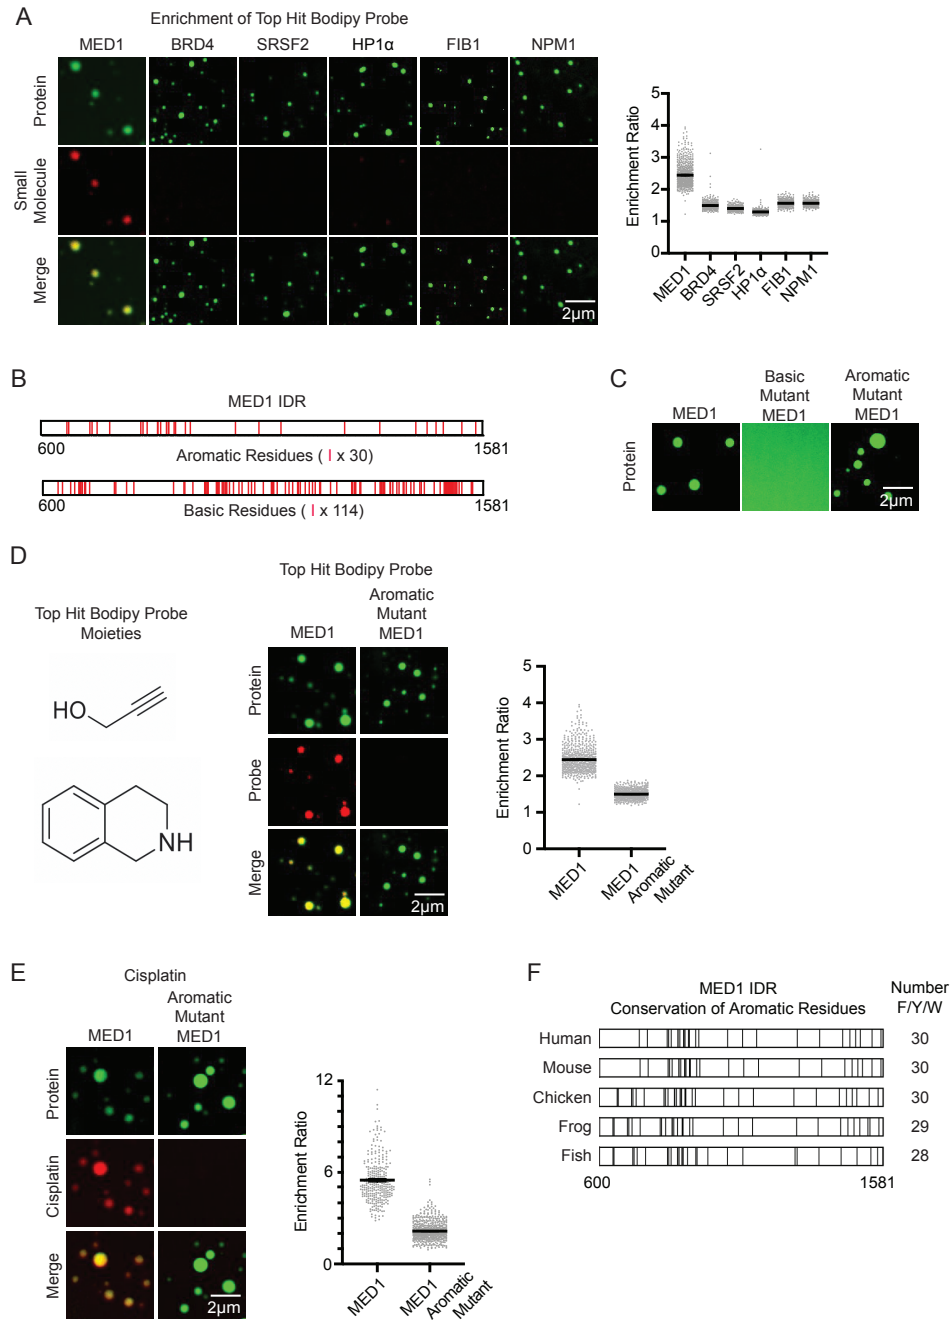 A
Enrichment of Top Hit Bodipy Probe
MED1 BRD4 SRSF2 HP1α FIB1 NPM1
Protein
Small
Molecule
Merge
2μm
Enrichment Ratio
5
4
3
2
1
0
MED1 BRD4 SRSF2 HP1α FIB1 NPM1
B
MED1 IDR
600 1581
Aromatic Residues ( I x 30)
600 1581
Basic Residues ( I x 114)
C
MED1
Basic
Mutant
MED1
Aromatic
Mutant
MED1
Protein
2μm
D
Top Hit Bodipy Probe
Moieties
HO
NH
Top Hit Bodipy Probe
MED1
Aromatic
Mutant
MED1
Protein
Probe
Merge
2μm
Enrichment Ratio
5
4
3
2
1
0
MED1
MED1
Aromatic
Mutant
E
Cisplatin
MED1
Aromatic
Mutant
MED1
Protein
Cisplatin
Merge
2μm
Enrichment Ratio
12
6
0
MED1
MED1
Aromatic
Mutant
F
MED1 IDR
Conservation of Aromatic Residues
Number
F/Y/W
Human 30
Mouse 30
Chicken 30
Frog 29
Fish 28
600 1581